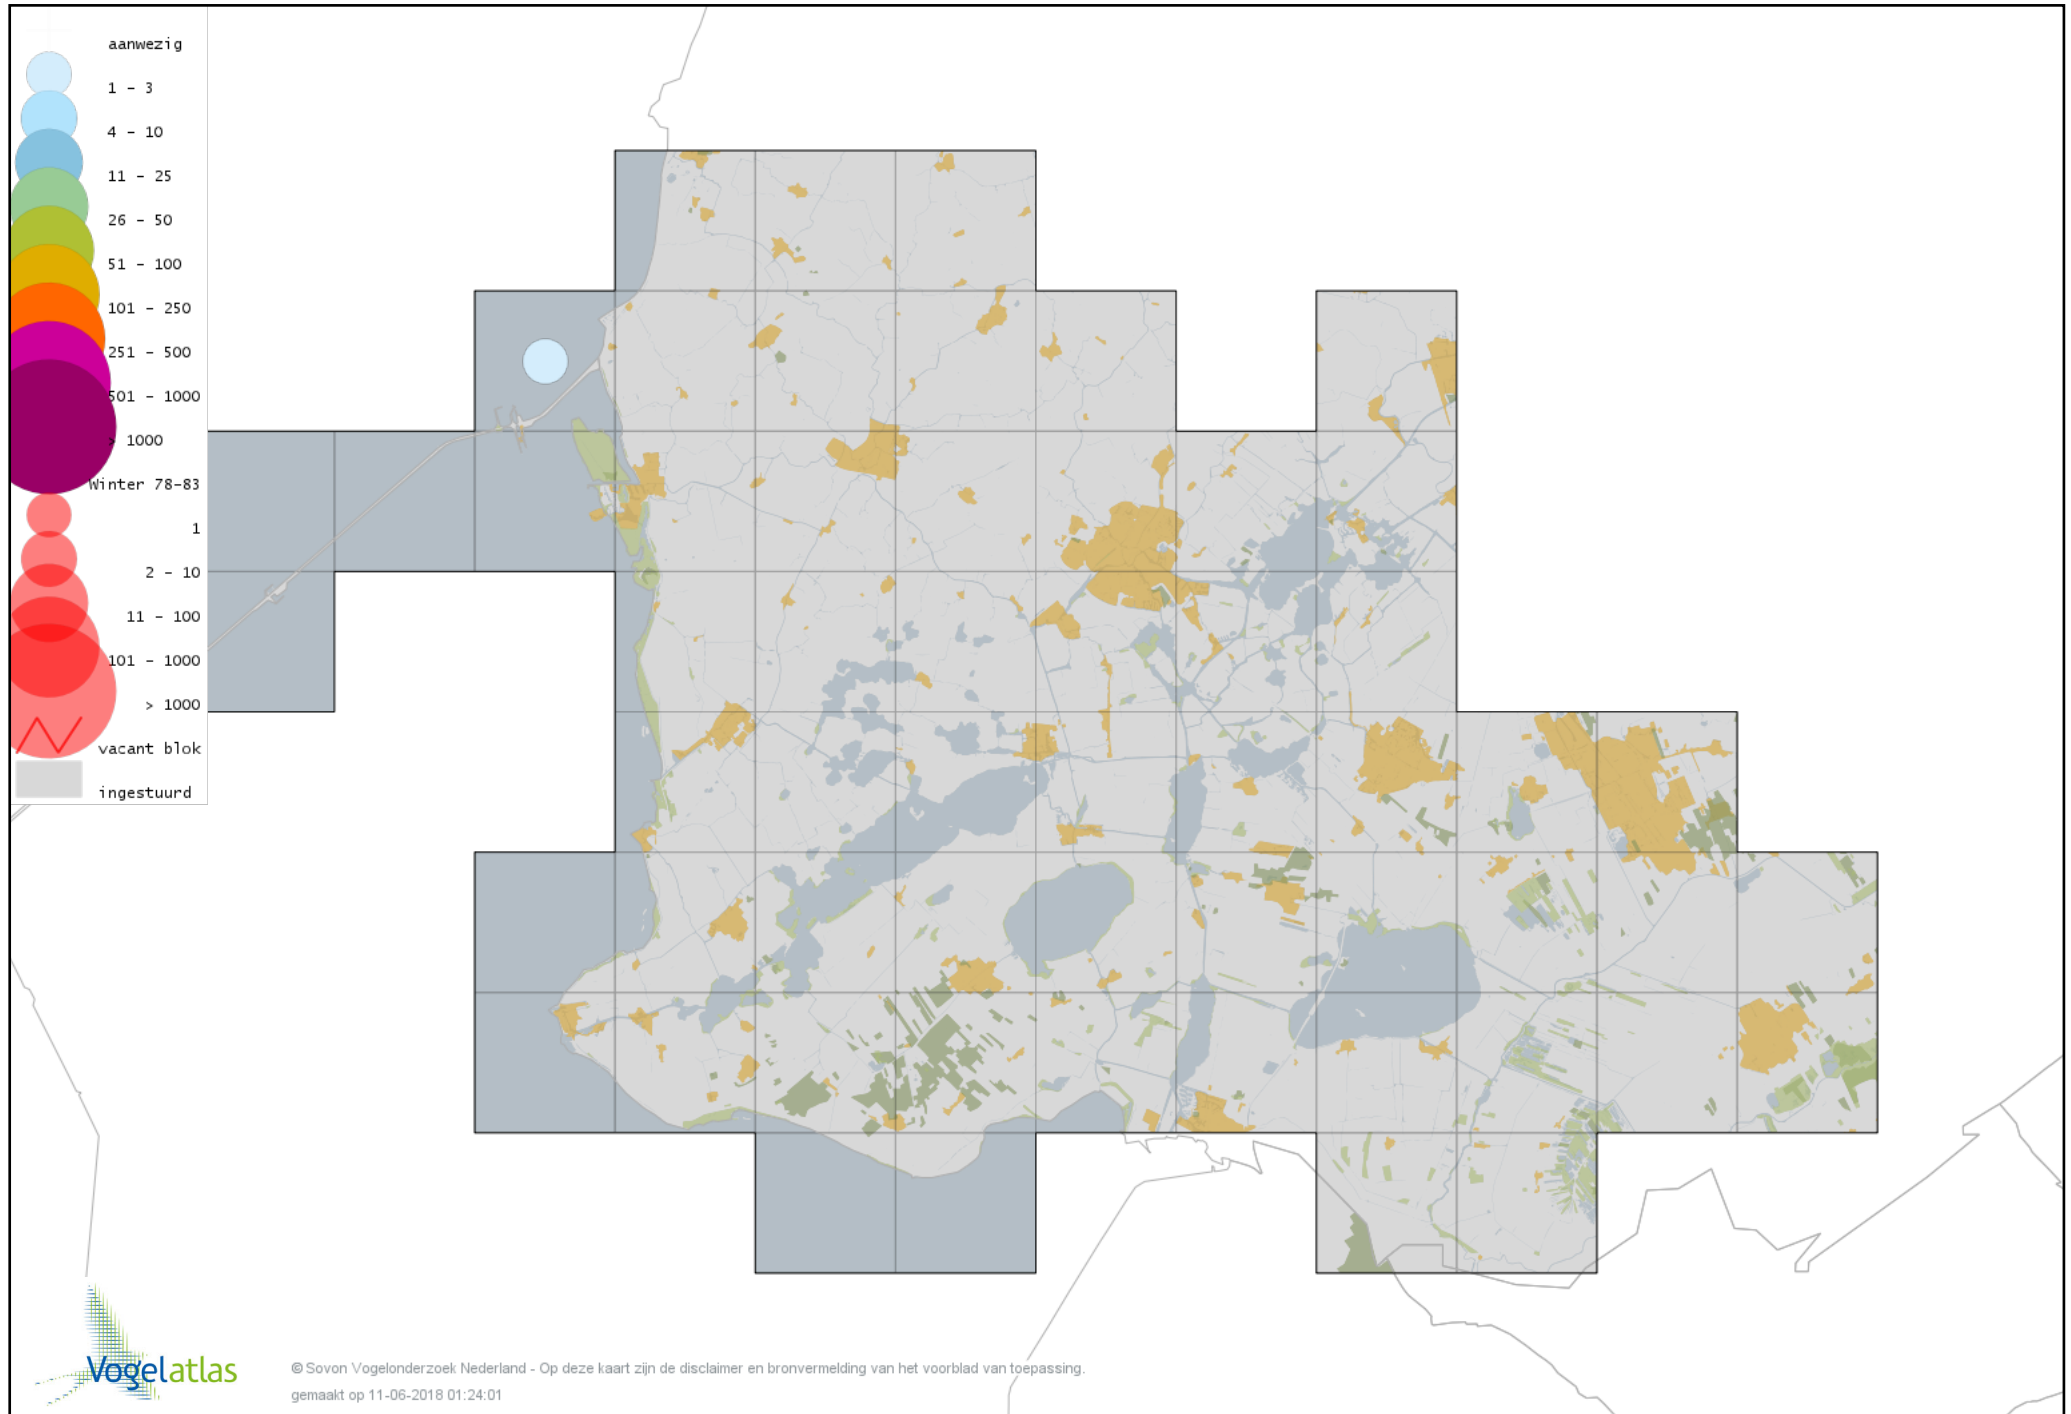 aanwezig
1 – 3
4 – 10
11 – 25
26 – 50
51 – 100
101 – 250
251 – 500
501 – 1000
> 1000
Winter 78-83
1
2 – 10
11 – 100
101 – 1000
> 1000
vacant blok
ingestuurd
Vogelatlas
© Sovon Vogelonderzoek Nederland - Op deze kaart zijn de disclaimer en bronvermelding van het voorblad van toepassing.
gemaakt op 11-06-2018 01:24:01